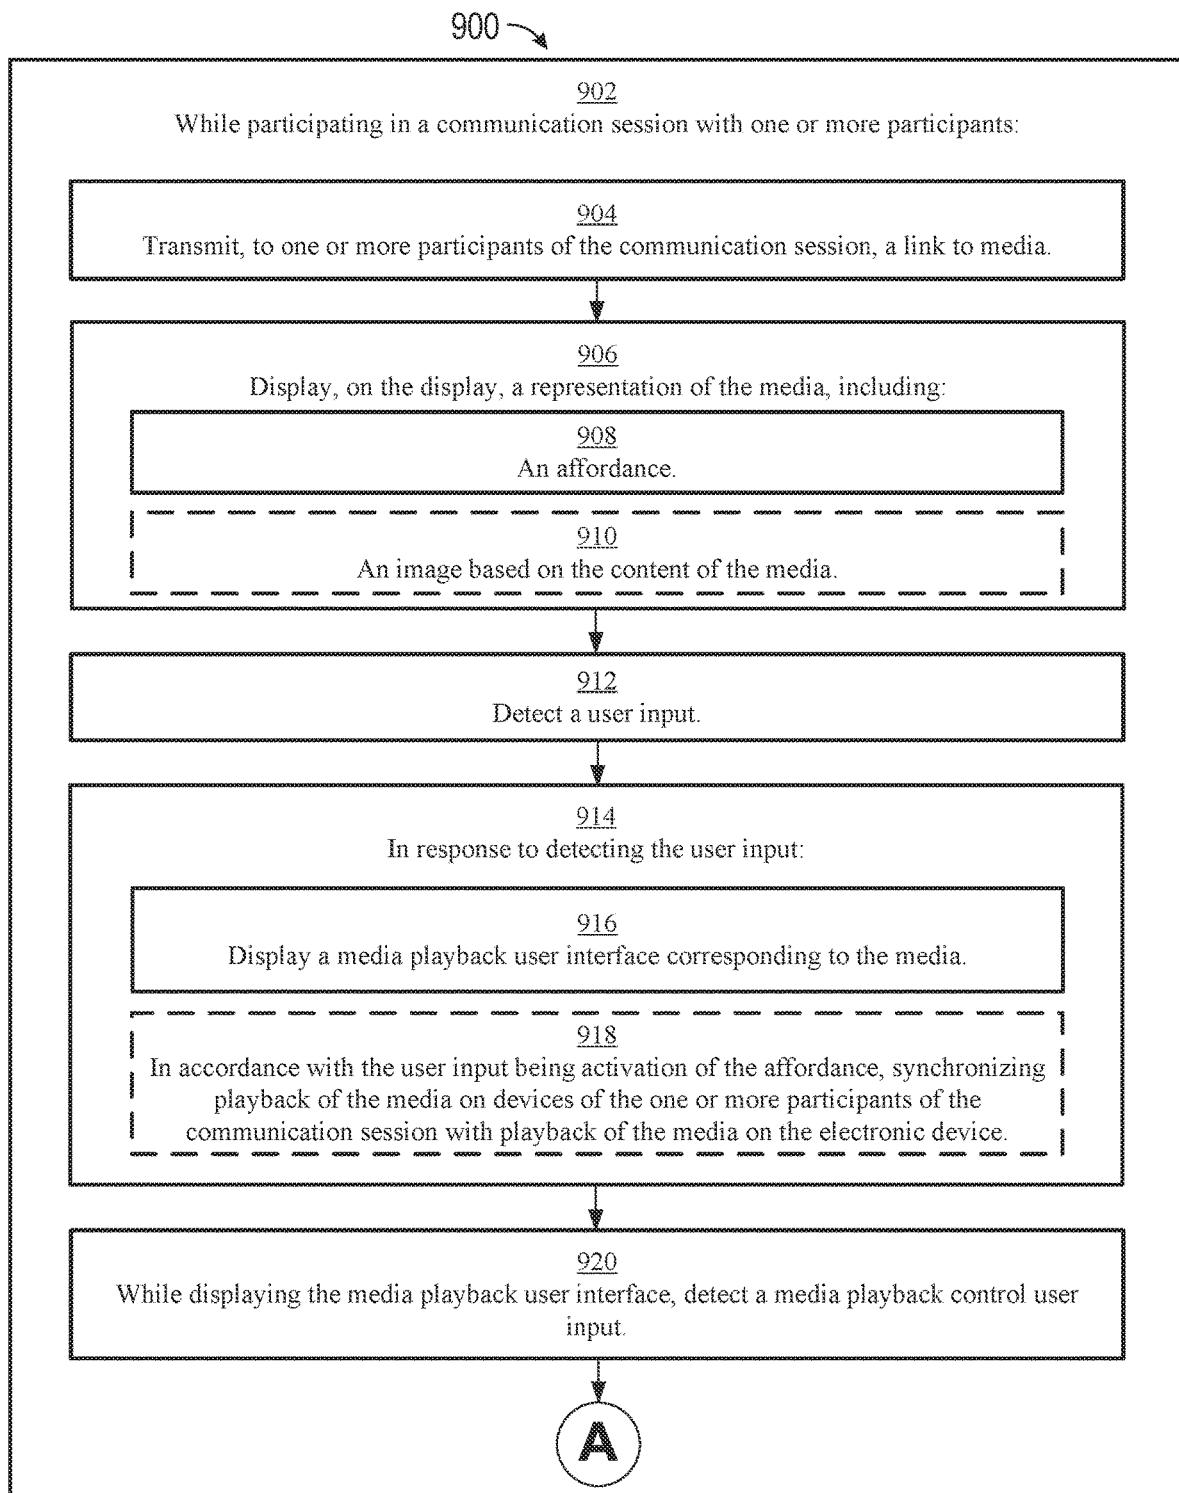 900
902
While participating in a communication session with one or more participants:
904
Transmit, to one or more participants of the communication session, a link to media.
906
Display, on the display, a representation of the media, including:
908
An affordance.
910
An image based on the content of the media.
912
Detect a user input.
914
In response to detecting the user input:
916
Display a media playback user interface corresponding to the media.
918
In accordance with the user input being activation of the affordance, synchronizing
playback of the media on devices of the one or more participants of the
communication session with playback of the media on the electronic device.
920
While displaying the media playback user interface, detect a media playback control user
input.
A